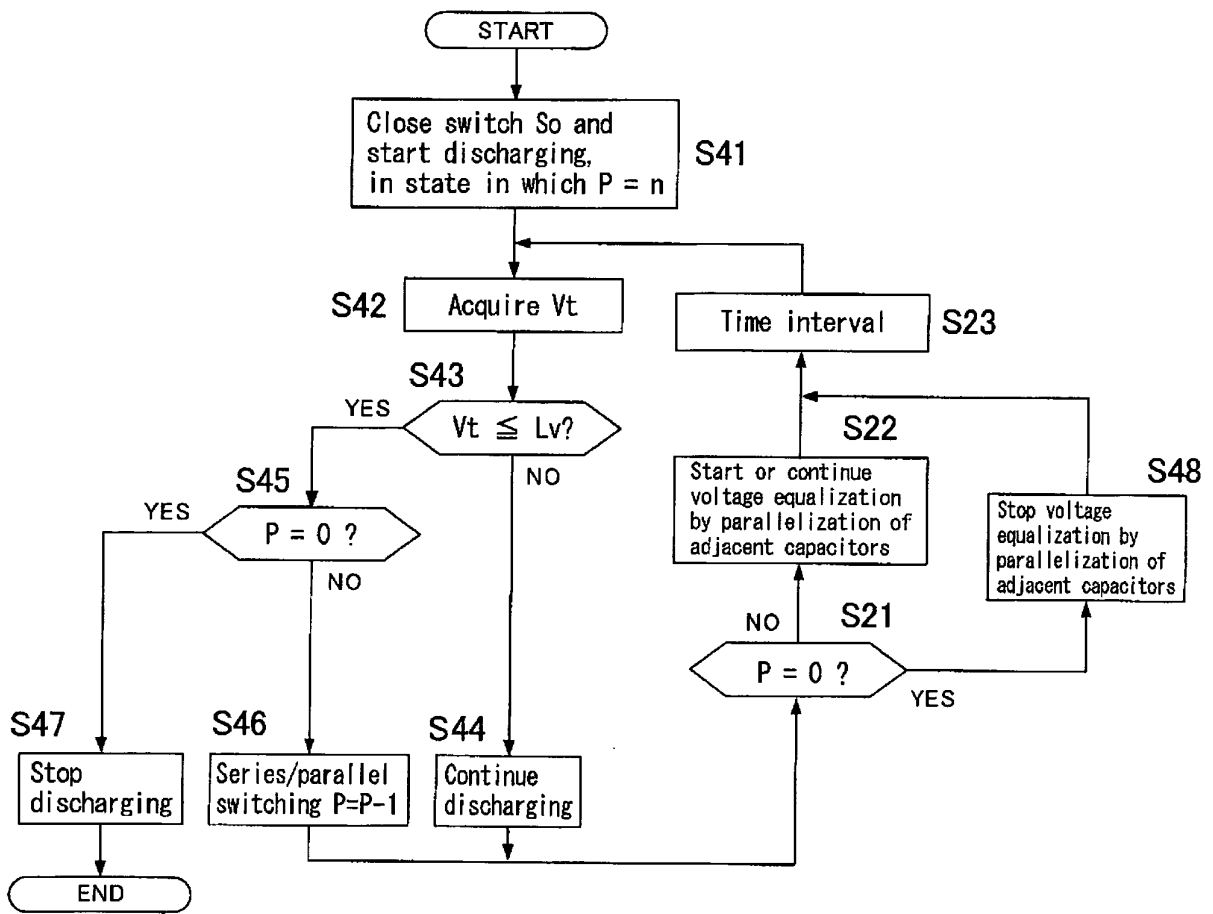 START
Close switch So and
start discharging,
in state in which P = n
S41
S42
Acquire Vt
Time interval
S23
S43
YES
Vt ≦ Lv?
NO
S22
Start or continue
voltage equalization
by parallelization of
adjacent capacitors
S48
Stop voltage
equalization by
parallelization of
adjacent capacitors
S45
YES
P = 0 ?
NO
S21
NO
P = 0 ?
YES
S47
Stop
discharging
S46
Series/parallel
switching P=P-1
S44
Continue
discharging
END